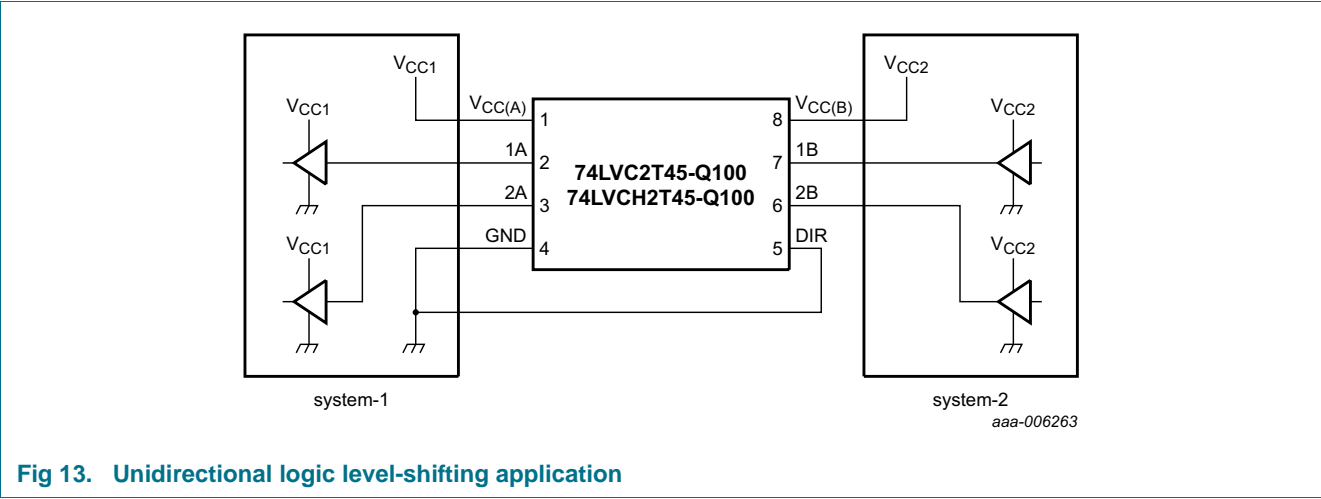 VCC1
VCC2
VCC1
VCC(A)
VCC(B)
VCC2
1
8
1A
1B
2
7
74LVC2T45-Q100
74LVCH2T45-Q100
2A
2B
3
6
VCC1
GND
DIR
VCC2
4
5
system-1
system-2
aaa-006263
Fig 13. Unidirectional logic level-shifting application